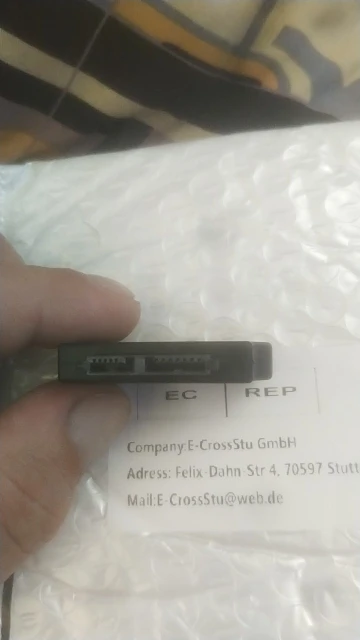 EC REP
Company:E-CrossStu GmbH
Adress: Felix-Dahn-Str 4, 70597
Mail:E-CrossStu@web.de